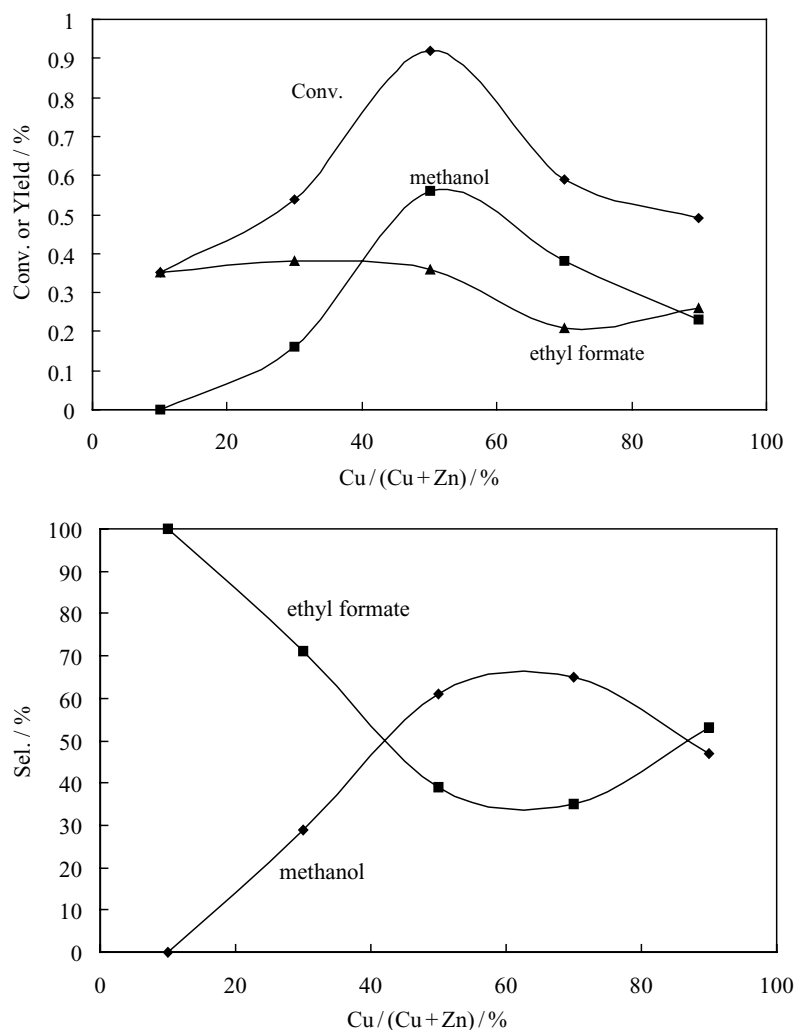 1
0.9
Conv.
0.8
0.7
methanol
0.6
0.5
0.4
0.3
0.2
ethyl formate
0.1
0
0 20 40 60 80 100
Conv. or YIeld / %
Cu / (Cu + Zn) / %
100
90
80
ethyl formate
70
60
50
40
30
20
methanol
10
0
0 20 40 60 80 100
Sel. / %
Cu / (Cu + Zn) / %